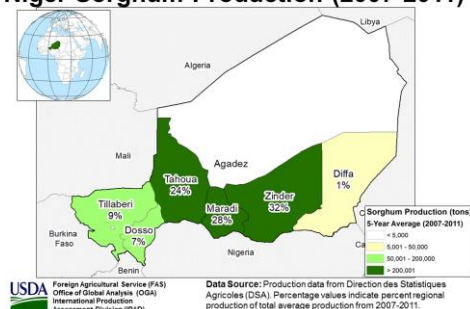 Niger Sorghum Production (2007-2011)
Libya
Algeria
Mali
Agadez
Tahoua
24%
Diffa
1%
Zinder
32%
Maradi
28%
Tillaberi
9%
Dosso
7%
Burkina
Faso
Benin
Nigeria
Sorghum Production (tons)
5-Year Average (2007-2011)
< 5,000
5,001 - 50,000
50,001 - 200,000
> 200,001
USDA
Foreign Agricultural Service (FAS)
Office of Global Analysis (OGA)
International Production
Assessment Division (IPAD)
Data Source: Production data from Direction des Statistiques
Agricoles (DSA). Percentage values indicate percent regional
production of total average production from 2007-2011.